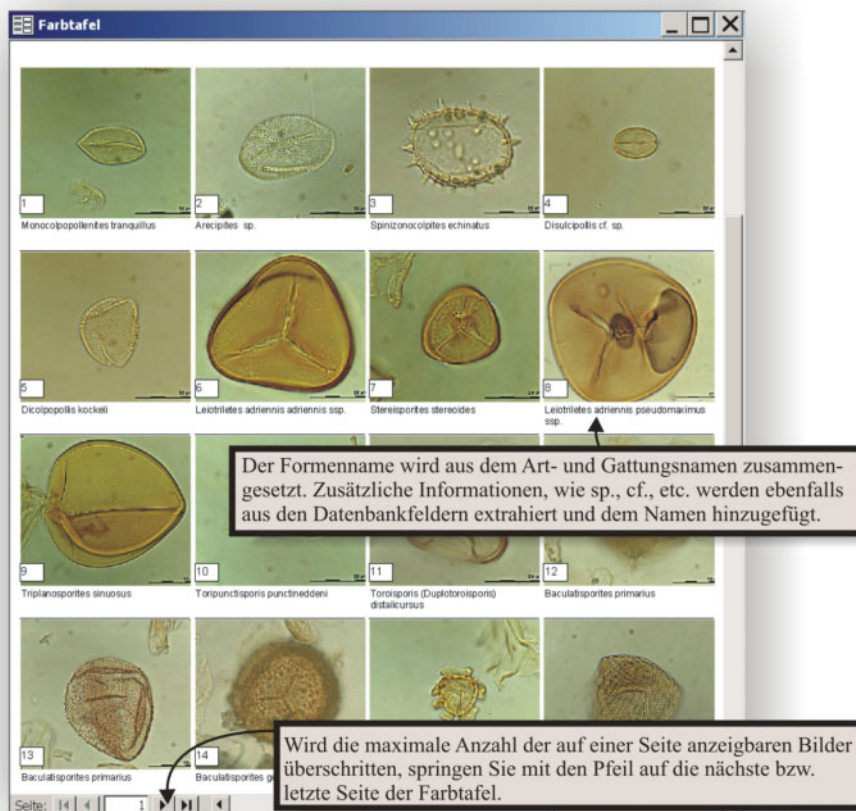 Farbtafel
1
2
3
4
Monocolpopollenites tranquillus
Arecipites sp.
Spinizonocolpites echinatus
Disulcipollis cf. sp.
5
6
7
8
Dicolpopollis kockeli
Leiotriletes adriennis adriennis ssp.
Stereisporites stereoides
Leiotriletes adriennis pseudomaximus
ssp.
Der Formenname wird aus dem Art- und Gattungsnamen zusammen-
gesetzt. Zusätzliche Informationen, wie sp., cf., etc. werden ebenfalls
aus den Datenbankfeldern extrahiert und dem Namen hinzugefügt.
9
10
11
12
Triplanosporites sinuosus
Toripunctisporis punctineddeni
Toroisporis (Duplotoroisporis)
distalicursus
Baculatisporites primarius
13
14
Baculatisporites primarius
Baculatisporites
Wird die maximale Anzahl der auf einer Seite anzeigbaren Bilder
überschritten, springen Sie mit den Pfeil auf die nächste bzw.
letzte Seite der Farbtafel.
Seite: 1